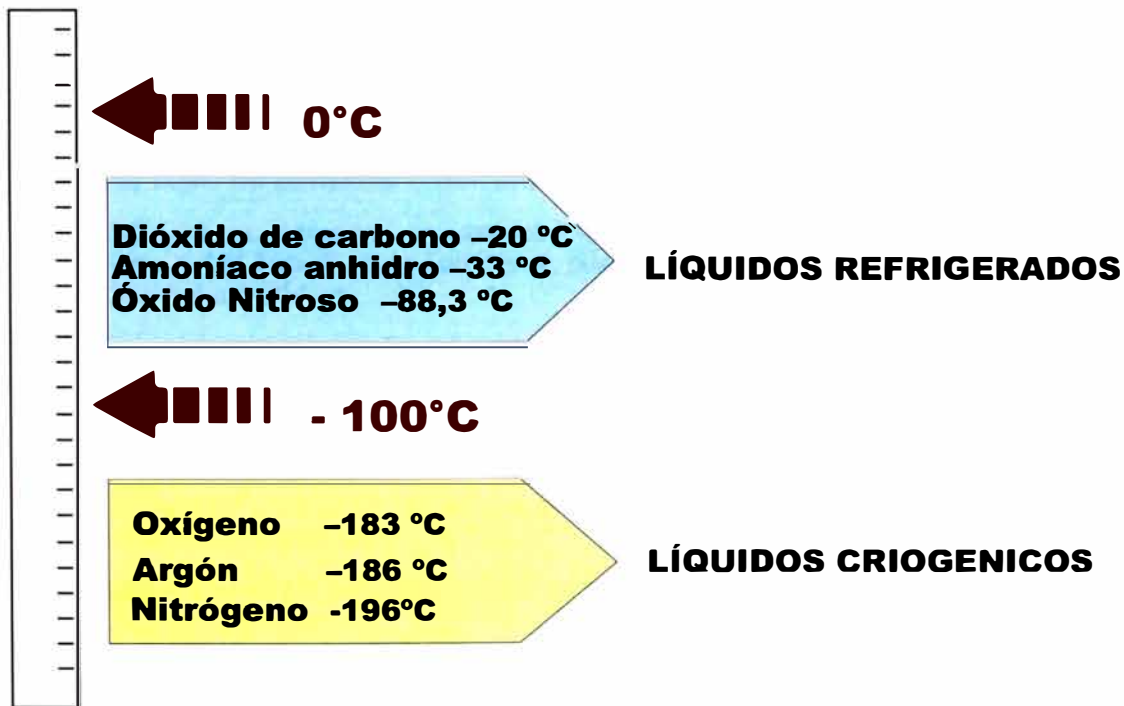 0°C
Dióxido de carbono –20 ºC
Amoníaco anhidro –33 ºC
Óxido Nitroso –88,3 ºC
LÍQUIDOS REFRIGERADOS
- 100°C
Oxígeno –183 ºC
Argón –186 ºC
Nitrógeno -196ºC
LÍQUIDOS CRIOGENICOS